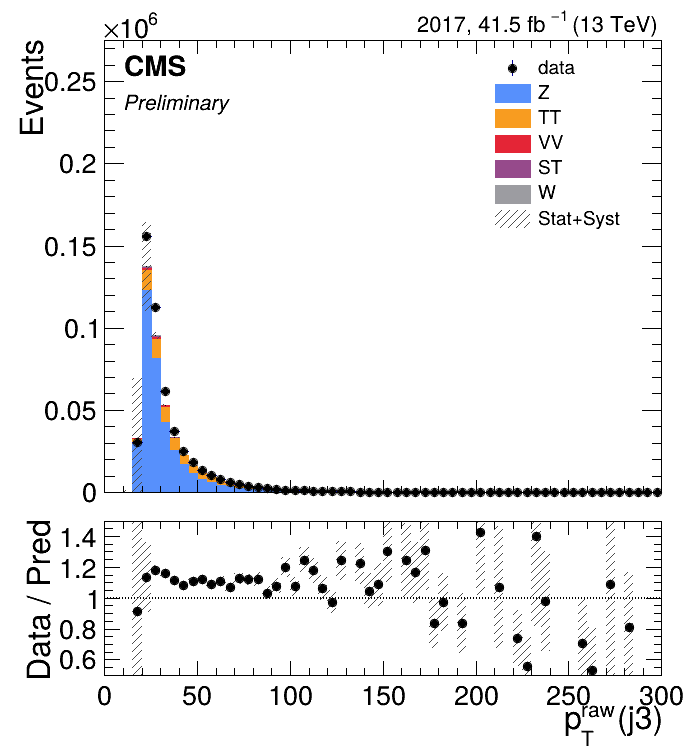 ×10⁶
2017, 41.5 fb⁻¹ (13 TeV)
CMS
Preliminary
Events
0.25
0.2
0.15
0.1
0.05
0
data
Z
TT
VV
ST
W
Stat+Syst
Data / Pred
1.4
1.2
1
0.8
0.6
0 50 100 150 200 250 300
p_T^raw(j3)